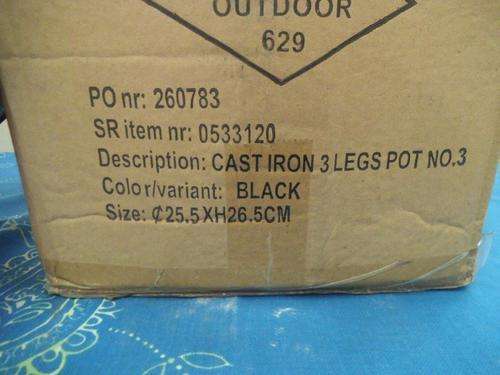 OUTDOOR
629
PO nr: 260783
SR item nr: 0533120
Description: CAST IRON 3 LEGS POT NO.3
Color/variant: BLACK
Size: ₡25.5XH26.5CM